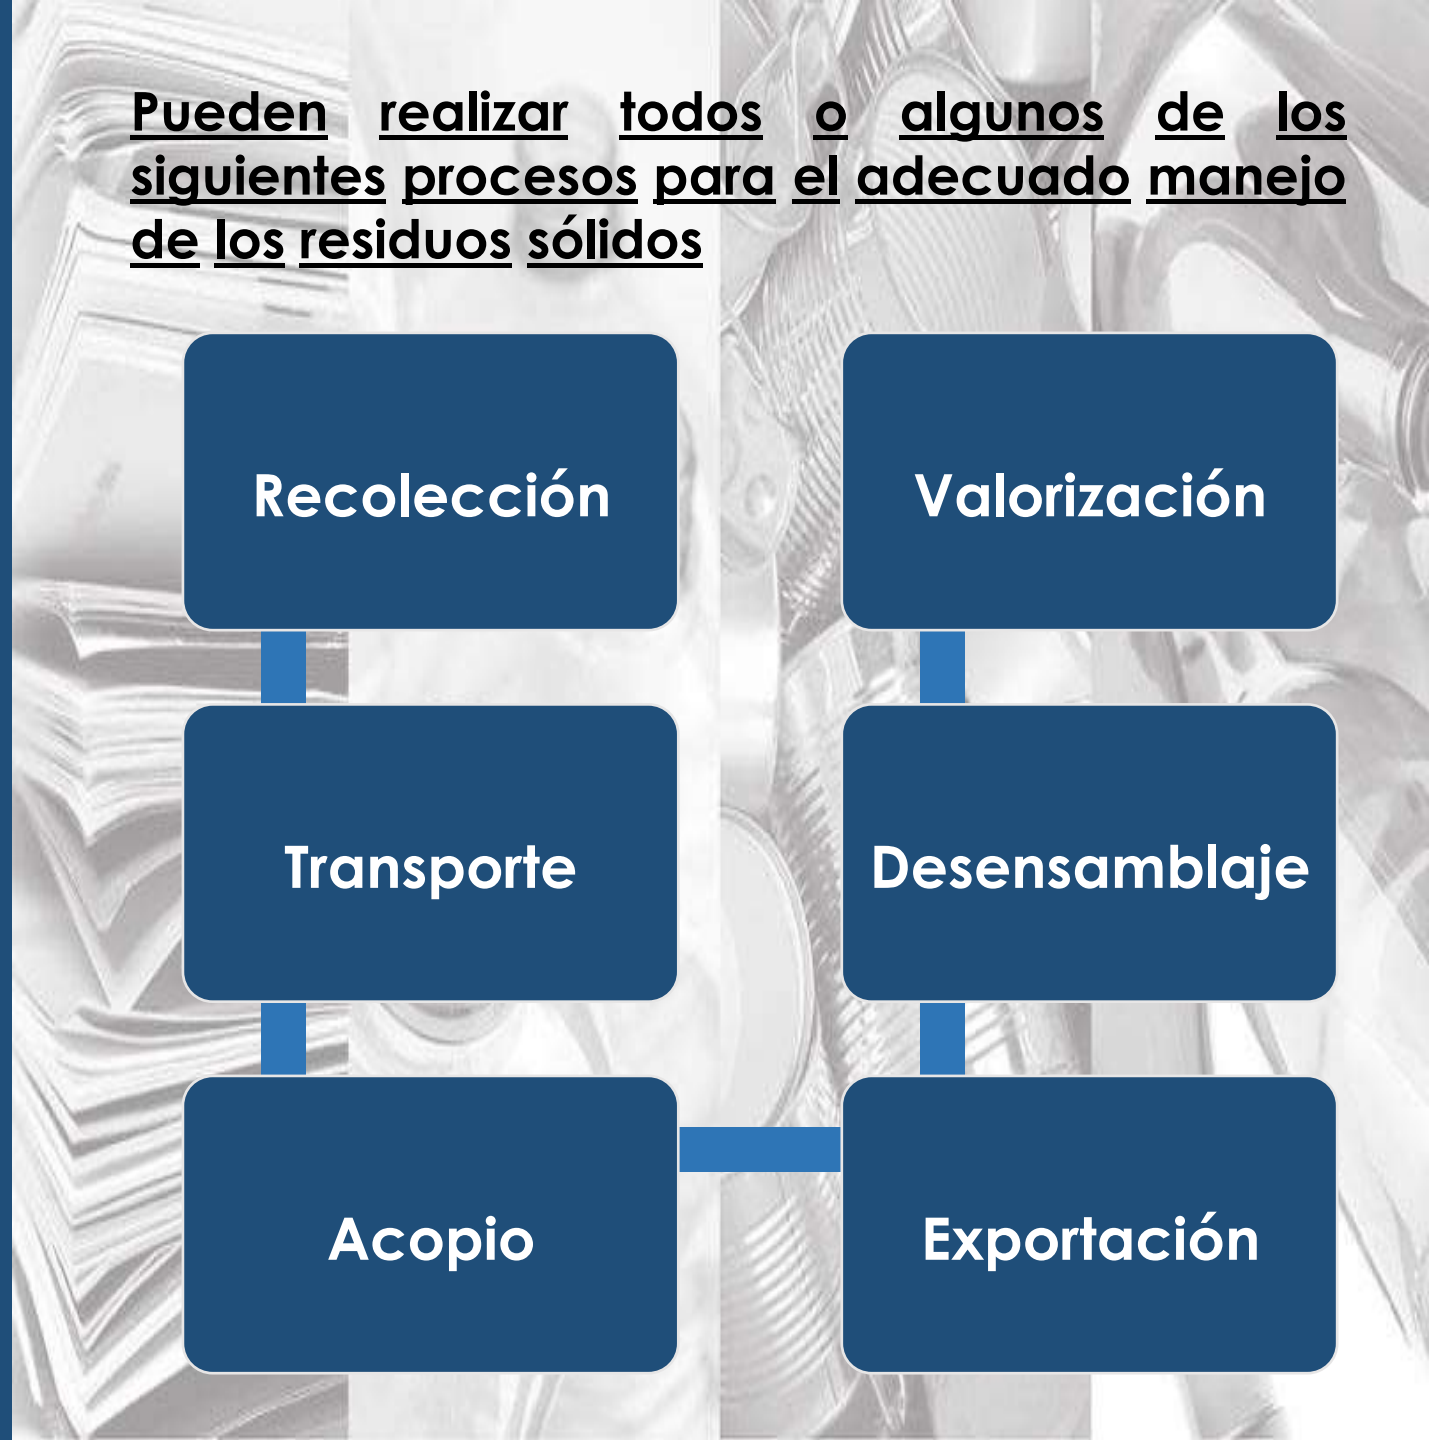 Pueden realizar todos o algunos de los
siguientes procesos para el adecuado manejo
de los residuos sólidos
Recolección
Transporte
Acopio
Exportación
Desensamblaje
Valorización